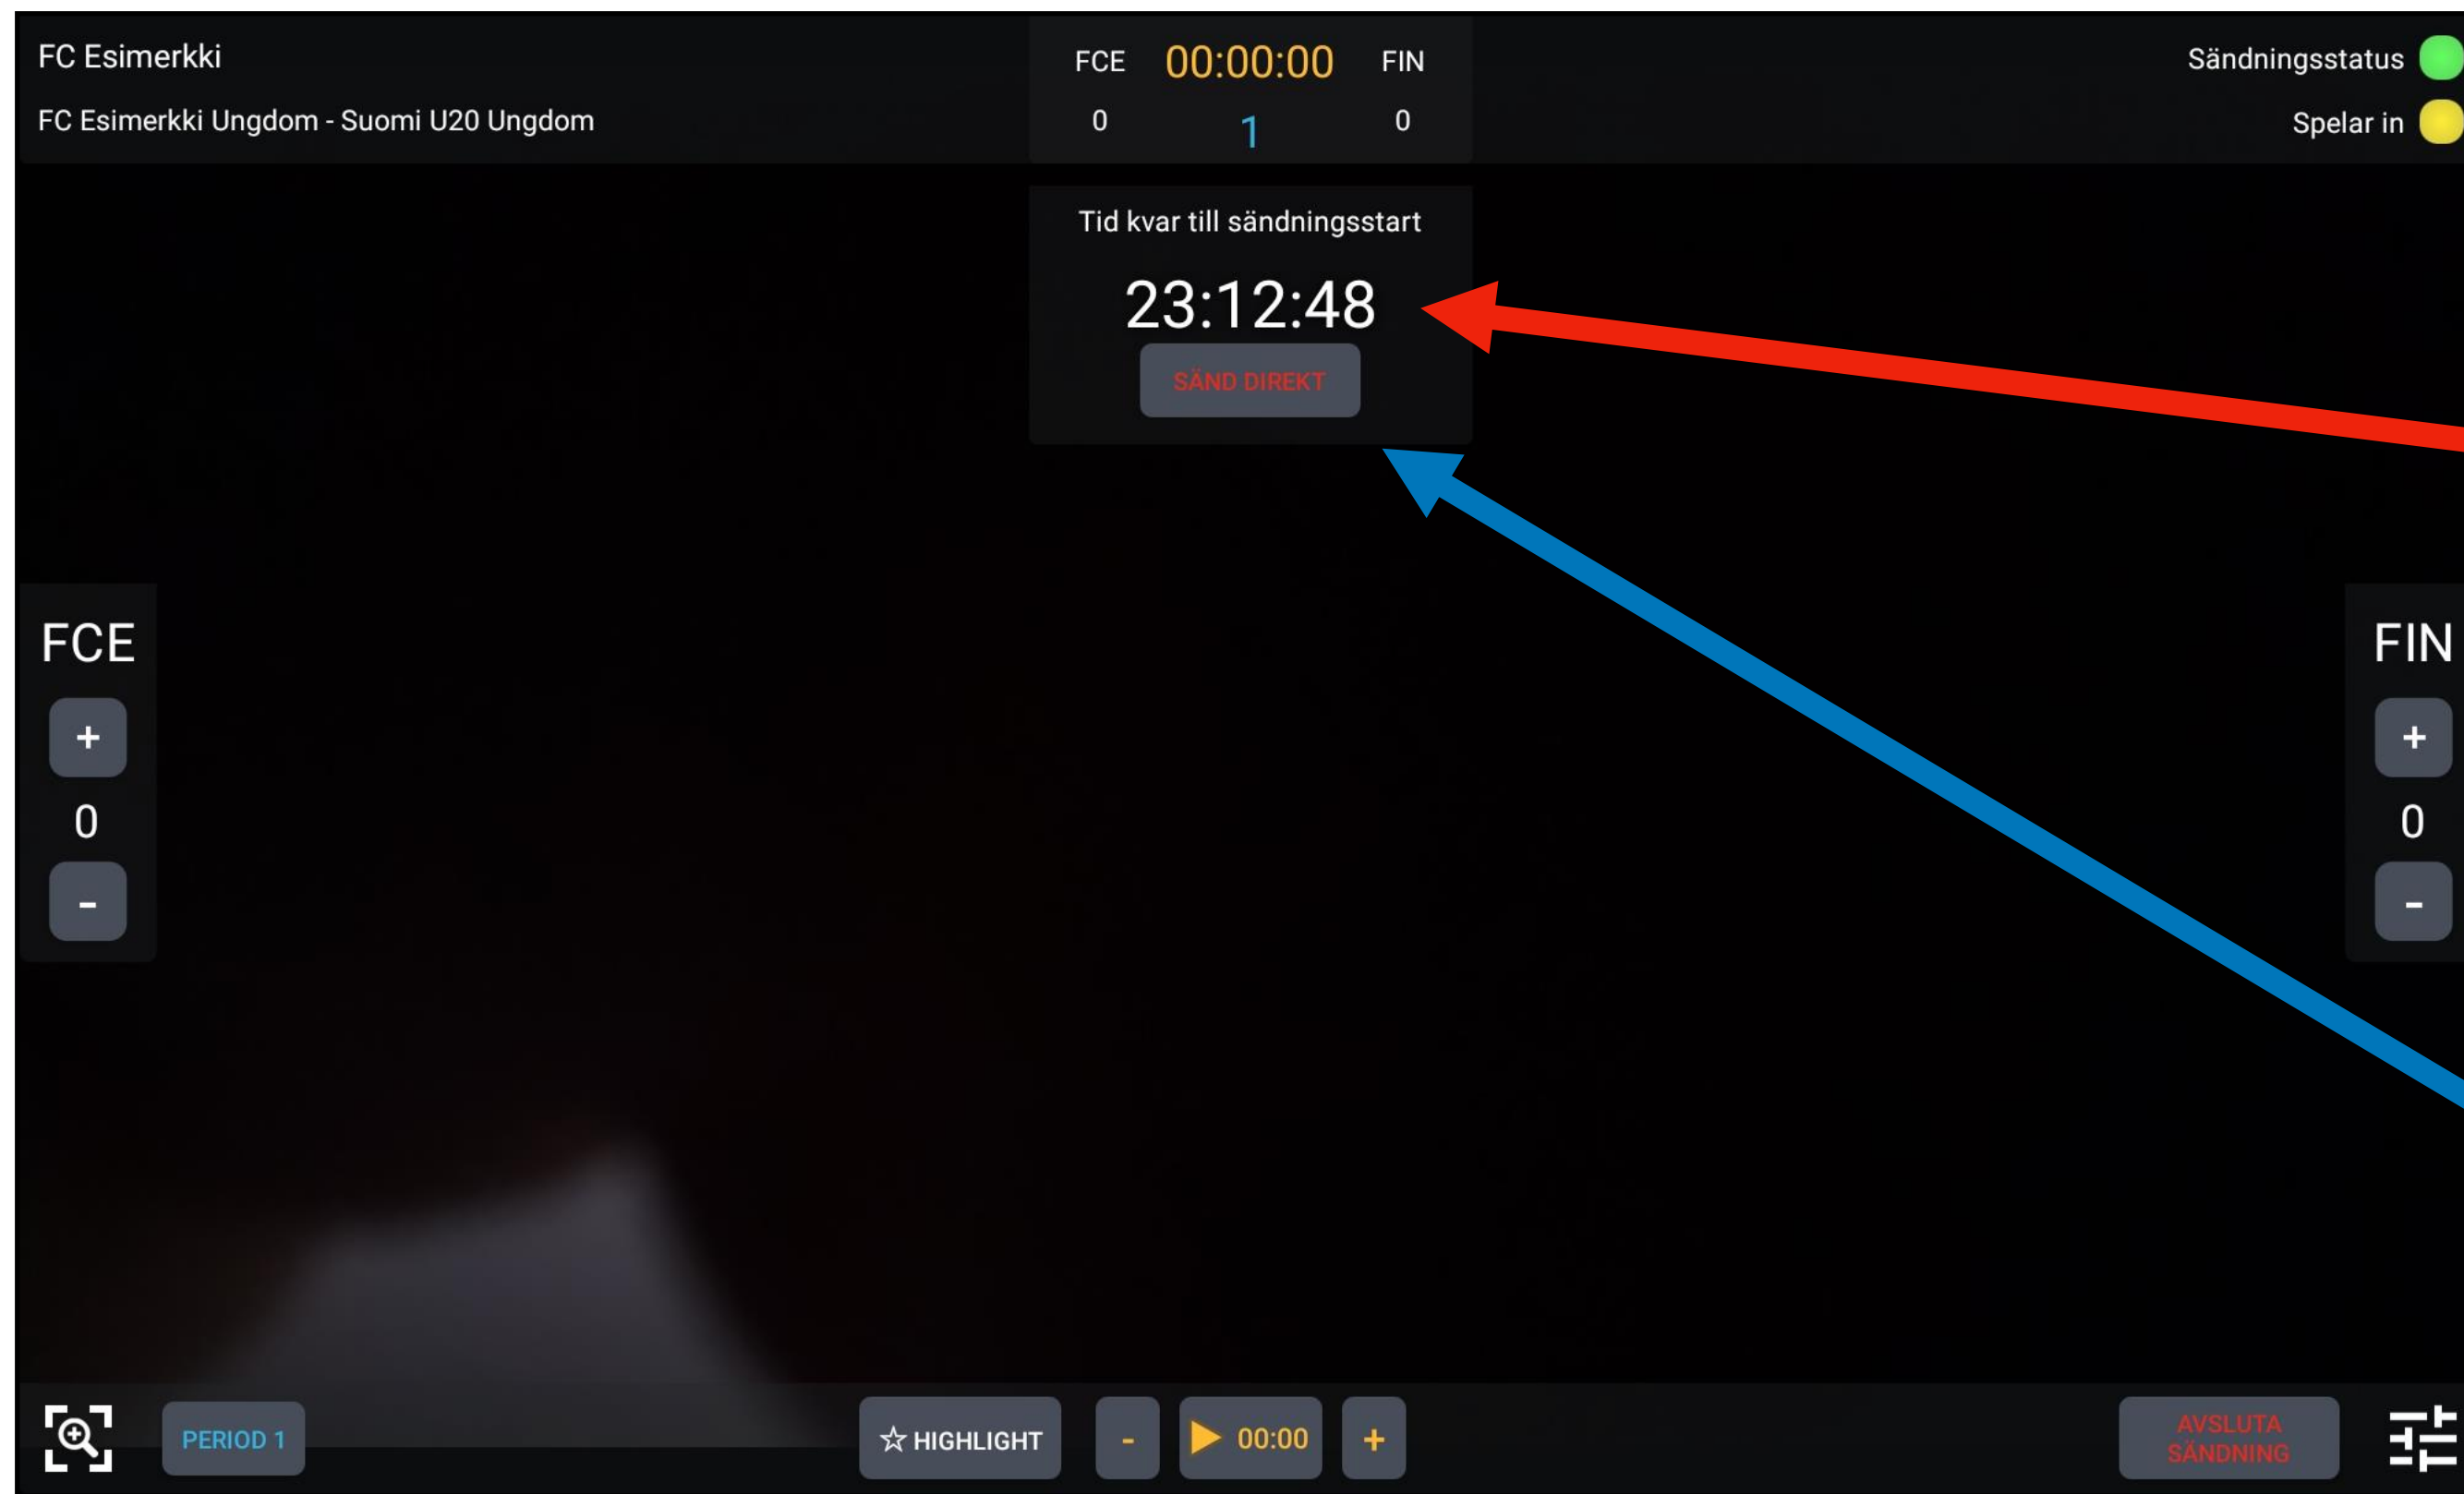 FC Esimerkki
FC Esimerkki Ungdom - Suomi U20 Ungdom
FCE 00:00:00 FIN
0 1 0
Sändningsstatus
Spelar in
Tid kvar till sändningsstart
23:12:48
SÄND DIREKT
FCE
+
0
-
FIN
+
0
-
PERIOD 1
☆ HIGHLIGHT
-
00:00
+
AVSLUTA
SÄNDNING